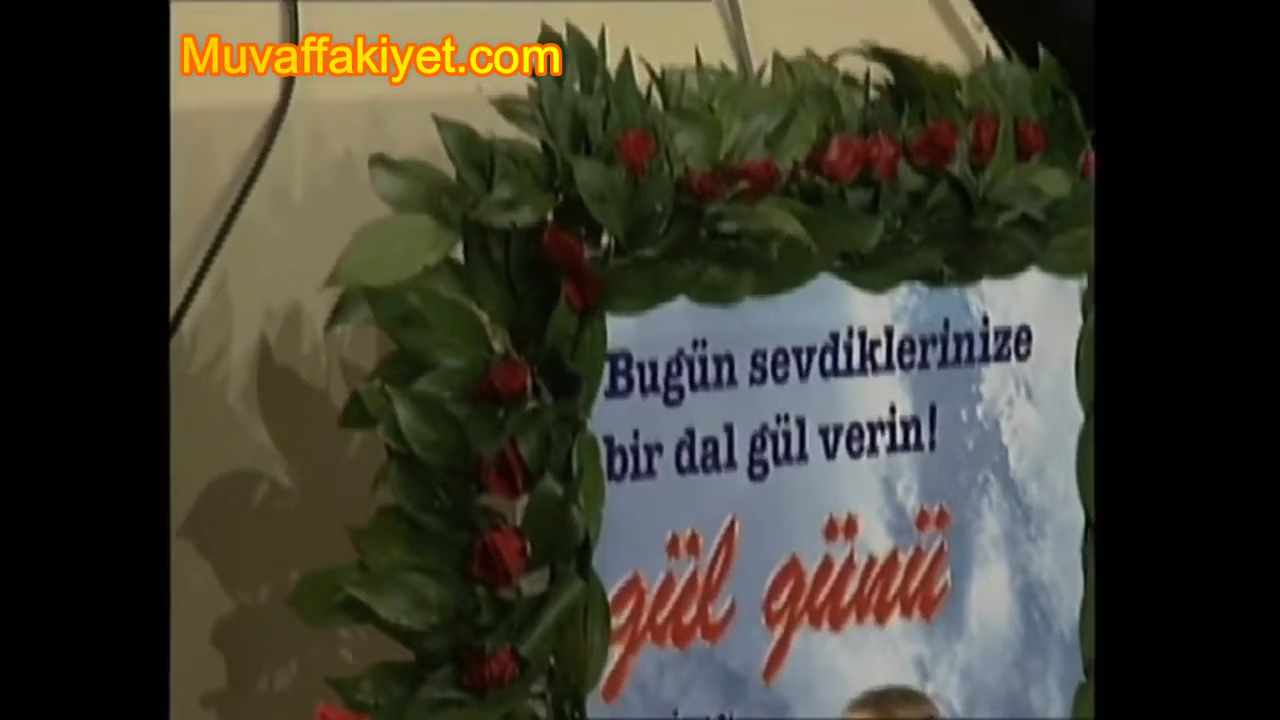 Muvaffakiyet.com
Bugün sevdiklerinize
bir dal gül verin!
gül günü